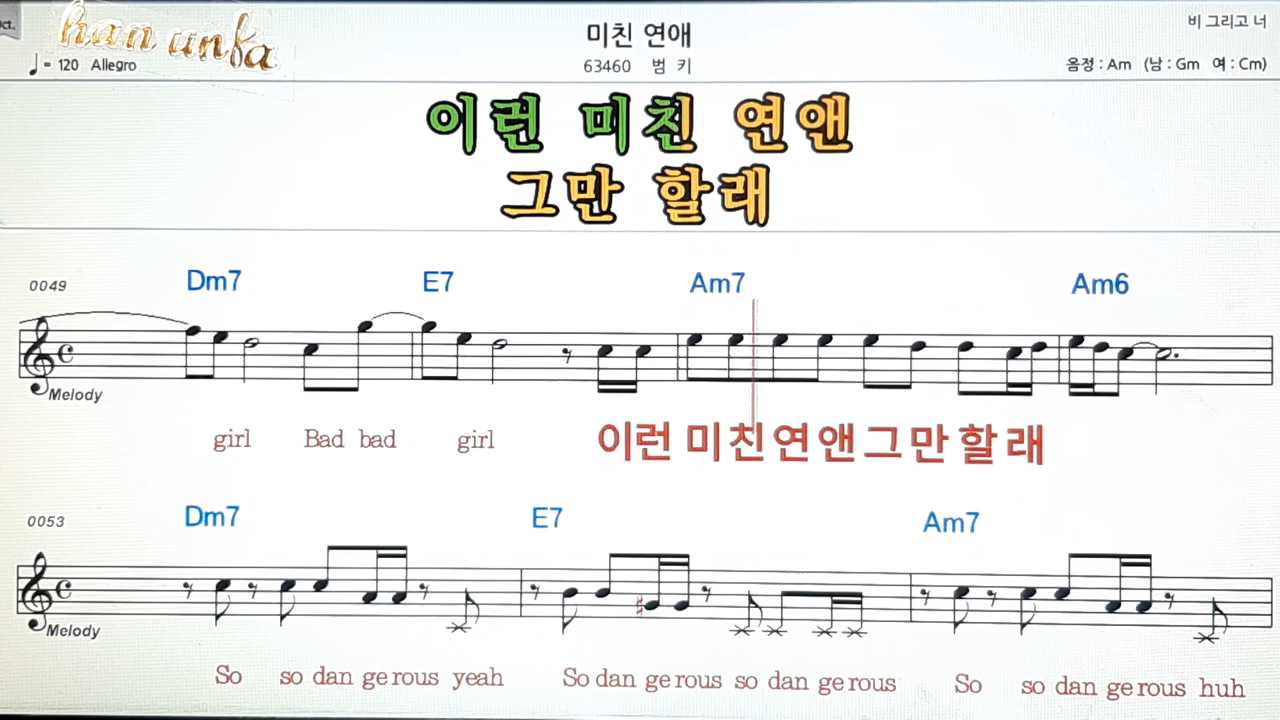 ct.
han unfa
미친 연애
비 그리고 너
♩= 120 Allegro
63460 범 키
음정 : Am (남 : Gm 여 : Cm)
이런 미친 연앤
그만 할래
0049 Dm7 E7 Am7 Am6
Melody
girl Bad bad girl 이런 미친 연앤 그만 할래
0053 Dm7 E7 Am7
Melody
So so dan ge rous yeah So dan ge rous so dan ge rous So so dan ge rous huh